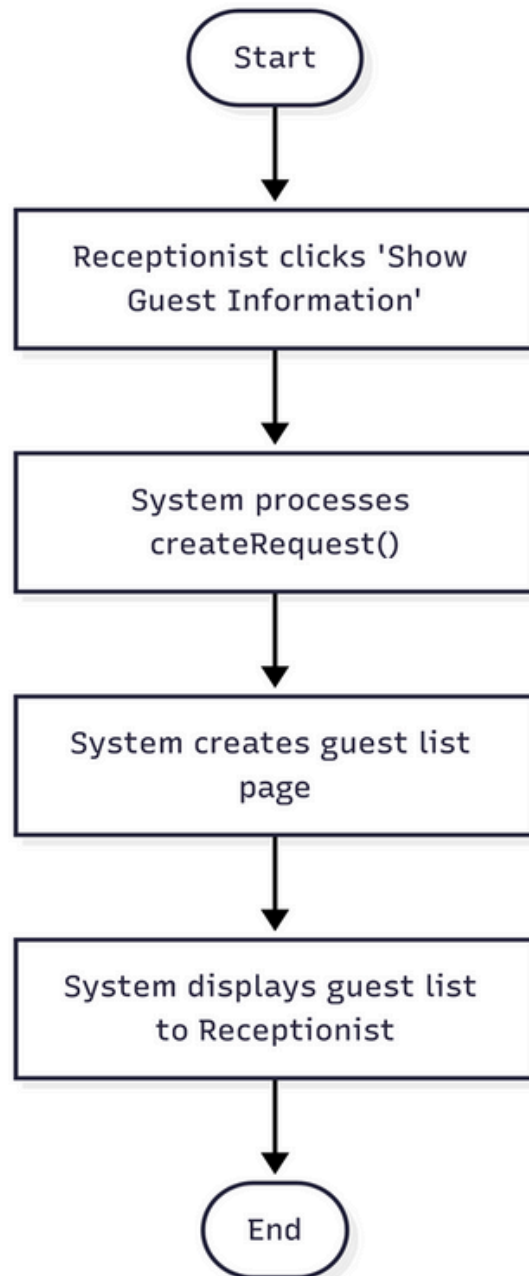 Start
Receptionist clicks 'Show
Guest Information'
System processes
createRequest()
System creates guest list
page
System displays guest list
to Receptionist
End